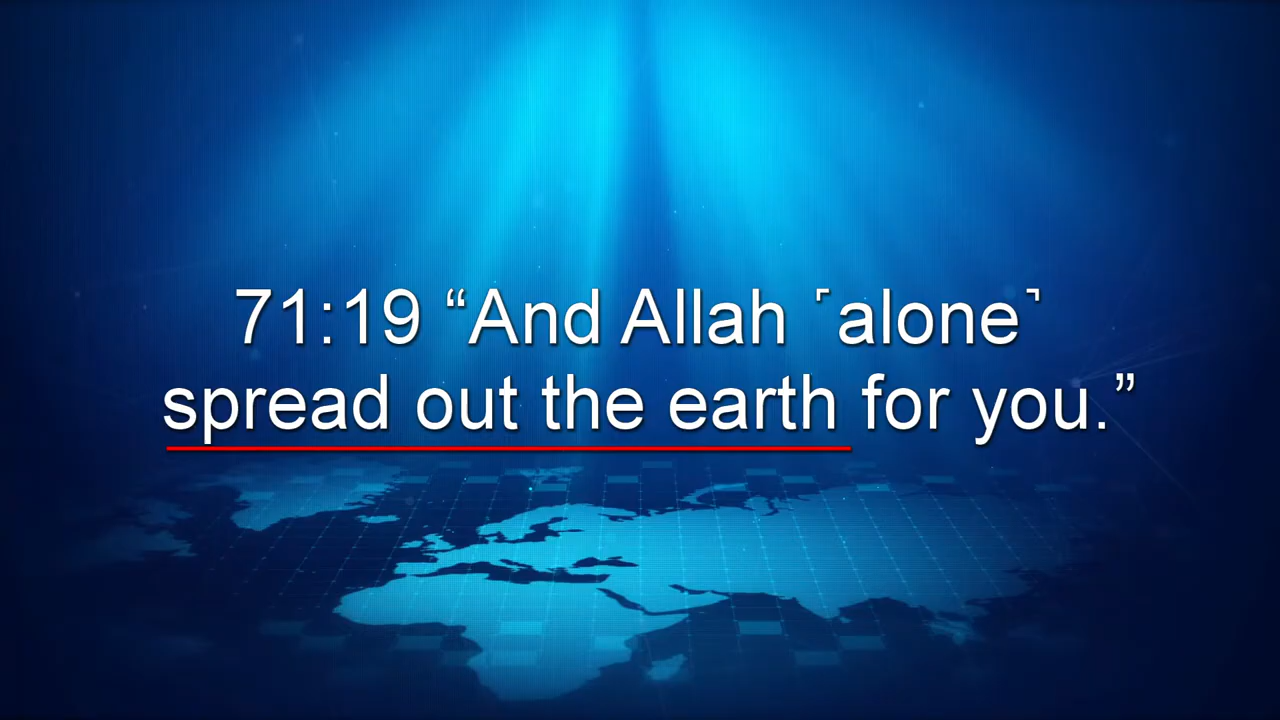 71:19 “And Allah ˹alone˺
spread out the earth for you.”